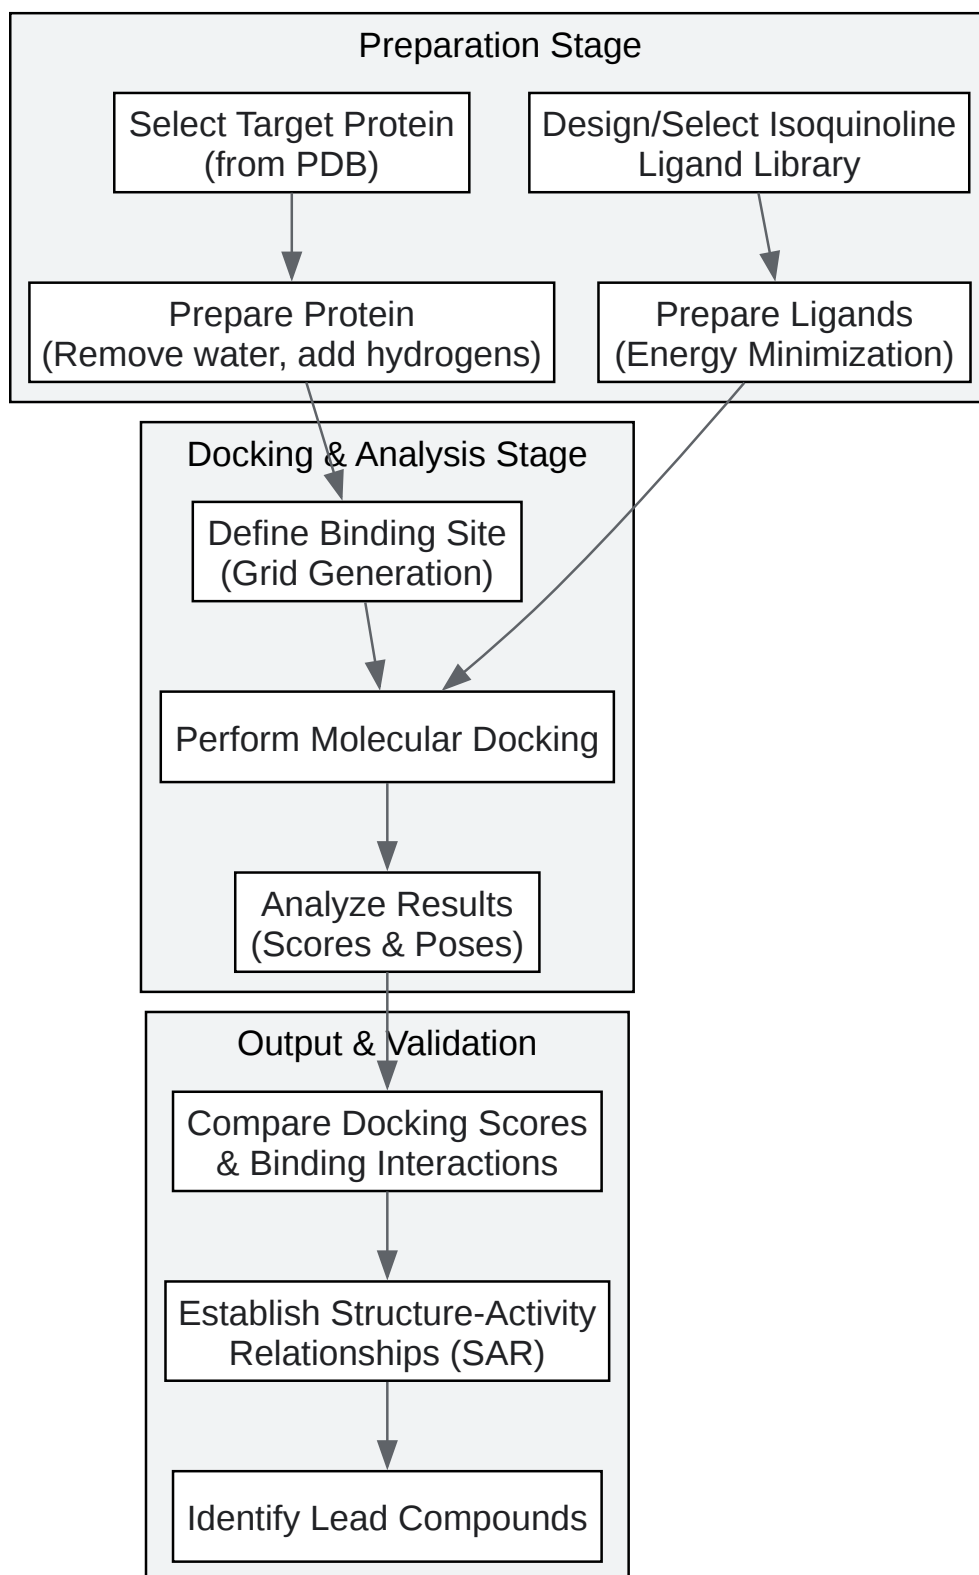 Preparation Stage
Select Target Protein
(from PDB)
Design/Select Isoquinoline
Ligand Library
Prepare Protein
(Remove water, add hydrogens)
Prepare Ligands
(Energy Minimization)
Docking & Analysis Stage
Define Binding Site
(Grid Generation)
Perform Molecular Docking
Analyze Results
(Scores & Poses)
Output & Validation
Compare Docking Scores
& Binding Interactions
Establish Structure-Activity
Relationships (SAR)
Identify Lead Compounds